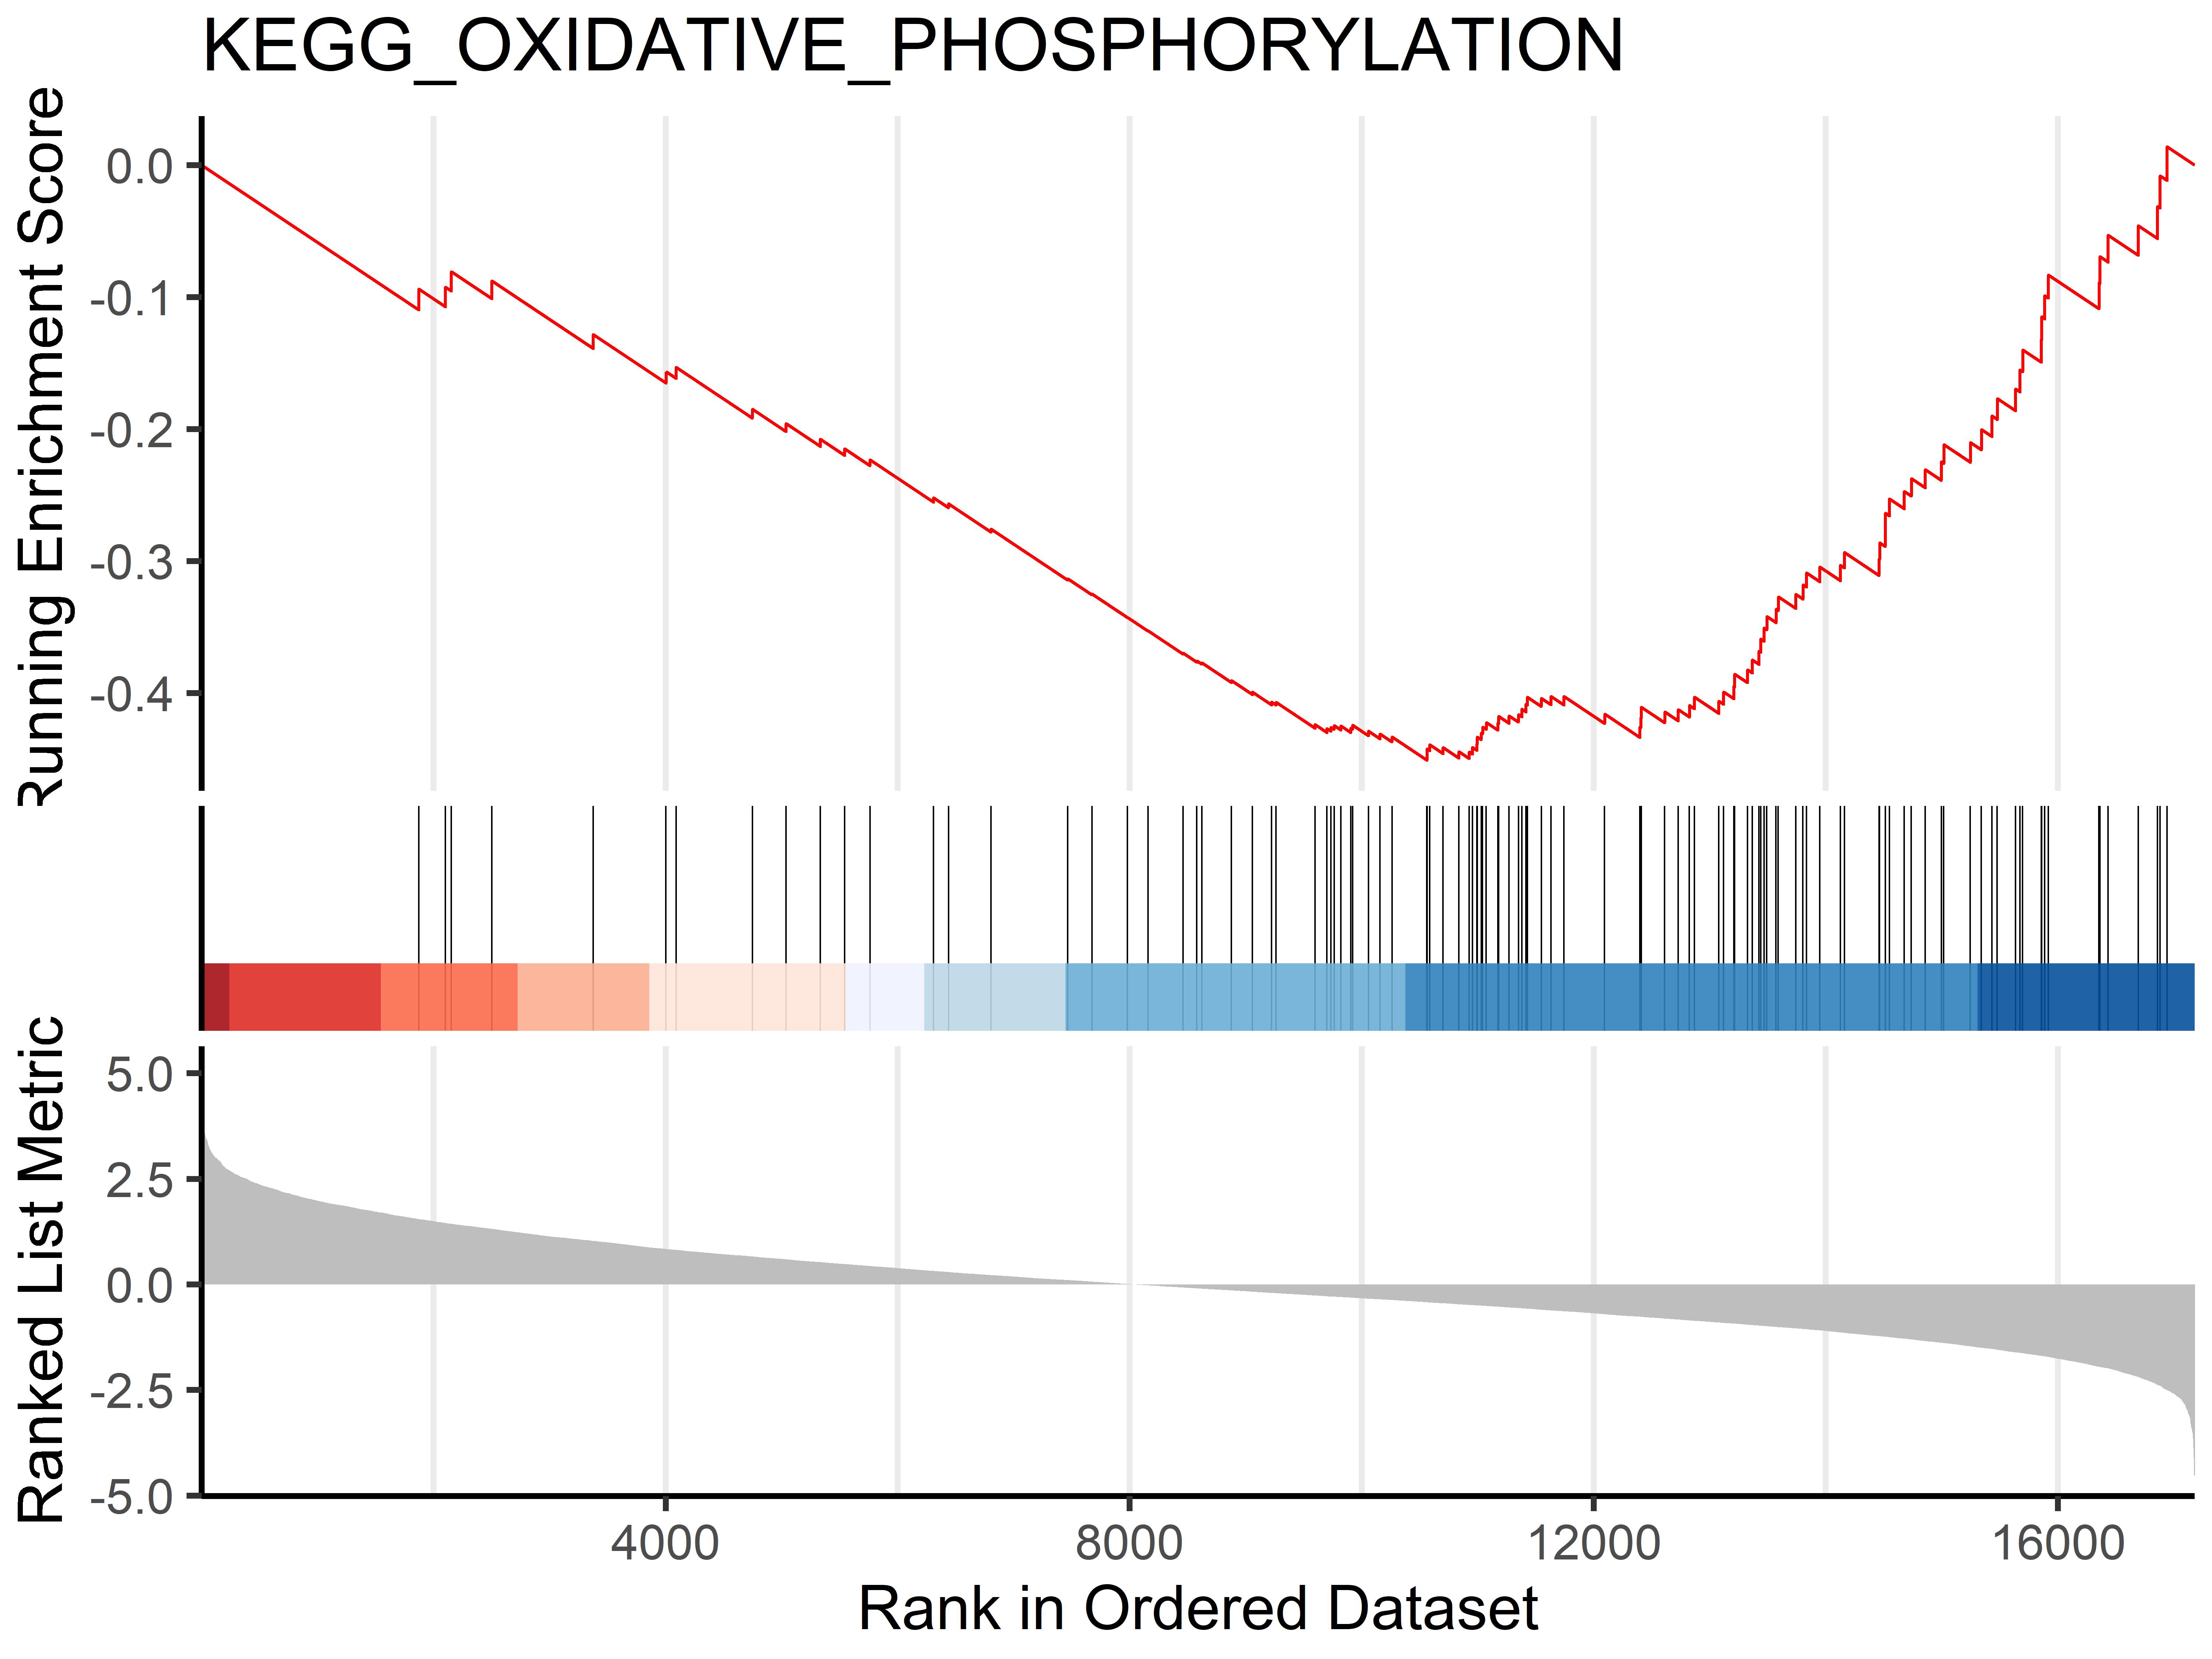 KEGG_OXIDATIVE_PHOSPHORYLATION
Running Enrichment Score
0.0
-0.1
-0.2
-0.3
-0.4
Ranked List Metric
5.0
2.5
0.0
-2.5
-5.0
4000 8000 12000 16000
Rank in Ordered Dataset